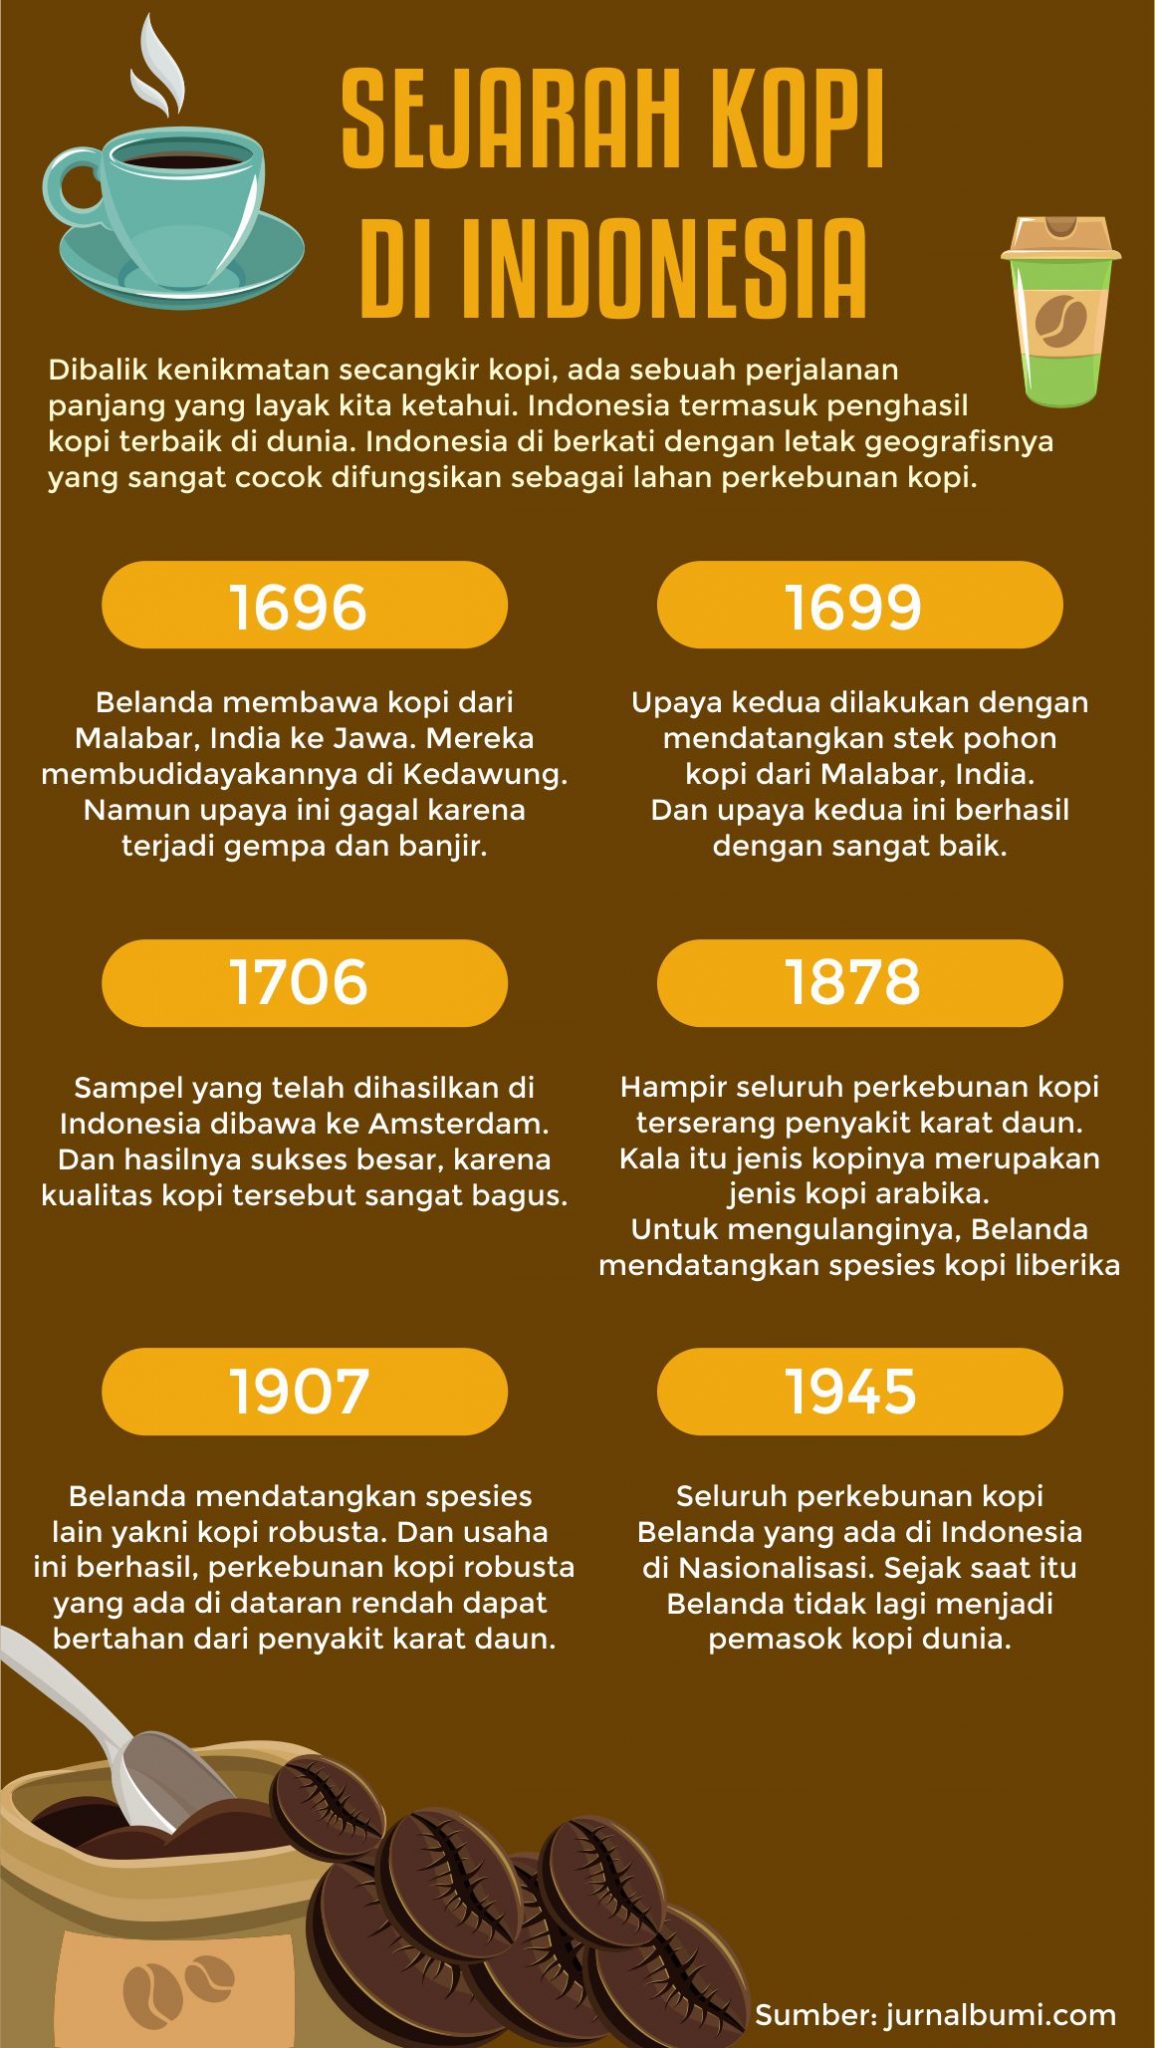 SEJARAH KOPI
DI INDONESIA
Dibalik kenikmatan secangkir kopi, ada sebuah perjalanan
panjang yang layak kita ketahui. Indonesia termasuk penghasil
kopi terbaik di dunia. Indonesia di berkati dengan letak geografisnya
yang sangat cocok difungsikan sebagai lahan perkebunan kopi.
1696
Belanda membawa kopi dari
Malabar, India ke Jawa. Mereka
membudidayakannya di Kedawung.
Namun upaya ini gagal karena
terjadi gempa dan banjir.
1699
Upaya kedua dilakukan dengan
mendatangkan stek pohon
kopi dari Malabar, India.
Dan upaya kedua ini berhasil
dengan sangat baik.
1706
Sampel yang telah dihasilkan di
Indonesia dibawa ke Amsterdam.
Dan hasilnya sukses besar, karena
kualitas kopi tersebut sangat bagus.
1878
Hampir seluruh perkebunan kopi
terserang penyakit karat daun.
Kala itu jenis kopinya merupakan
jenis kopi arabika.
Untuk mengulanginya, Belanda
mendatangkan spesies kopi liberika
1907
Belanda mendatangkan spesies
lain yakni kopi robusta. Dan usaha
ini berhasil, perkebunan kopi robusta
yang ada di dataran rendah dapat
bertahan dari penyakit karat daun.
1945
Seluruh perkebunan kopi
Belanda yang ada di Indonesia
di Nasionalisasi. Sejak saat itu
Belanda tidak lagi menjadi
pemasok kopi dunia.
Sumber: jurnalbumi.com